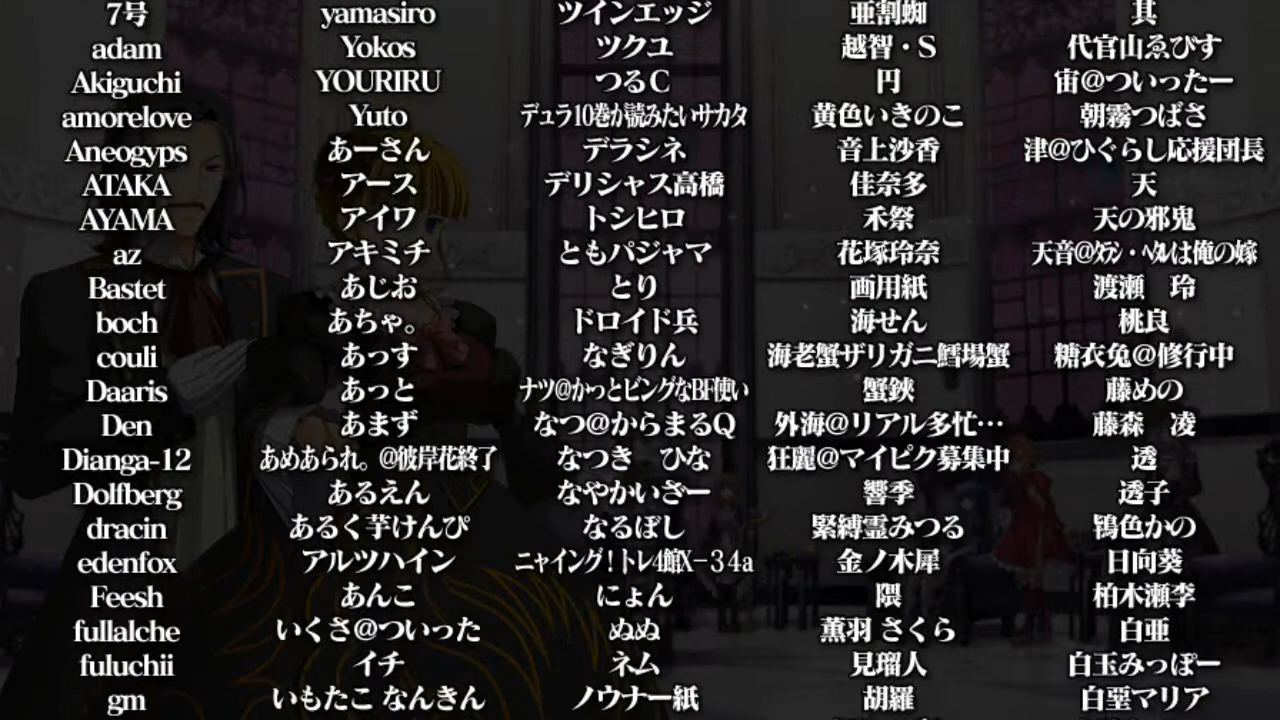 7号 yamasiro ツインエッジ 亜割蜘 其
adam Yokos ツクユ 越智・S 代官山ゑびす
Akiguchi YOURIRU つるC 円 宙@ついったー
amorelove Yuto デュラ10巻が読みたいサカタ 黄色いきのこ 朝霧つばさ
Aneogyps あーさん デラシネ 音上沙香 津@ひぐらし応援団長
ATAKA アース デリシャス高橋 佳奈多 天
AYAMA アイワ トシヒロ 禾祭 天の邪鬼
az アキミチ ともパジャマ 花塚玲奈 天音@ｸﾗﾝ・ﾍﾙは俺の嫁
Bastet あじお とり 画用紙 渡瀬　玲
boch あちゃ。 ドロイド兵 海せん 桃良
couli あっす なぎりん 海老蟹ザリガニ鱈場蟹 糖衣兔@修行中
Daaris あっと ナツ@かっとビングなBF使い 蟹鋏 藤めの
Den あまず なつ@からまるQ 外海@リアル多忙… 藤森　凌
Dianga-12 あめあられ。@彼岸花終了 なつき　ひな 狂麗@マイピク募集中 透
Dolfberg あるえん なやかいざー 響季 透子
dracin あるく芋けんぴ なるぽし 緊縛霊みつる 鴇色かの
edenfox アルツハイン ニャイング！トレ4館X－３４a 金ノ木犀 日向葵
Feesh あんこ にょん 隈 柏木瀬李
fullalche いくさ@ついった ぬぬ 薫羽 さくら 白亜
fuluchii イチ ネム 見瑠人 白玉みっぽー
gm いもたこ なんきん ノウナー紙 胡羅 白堊マリア